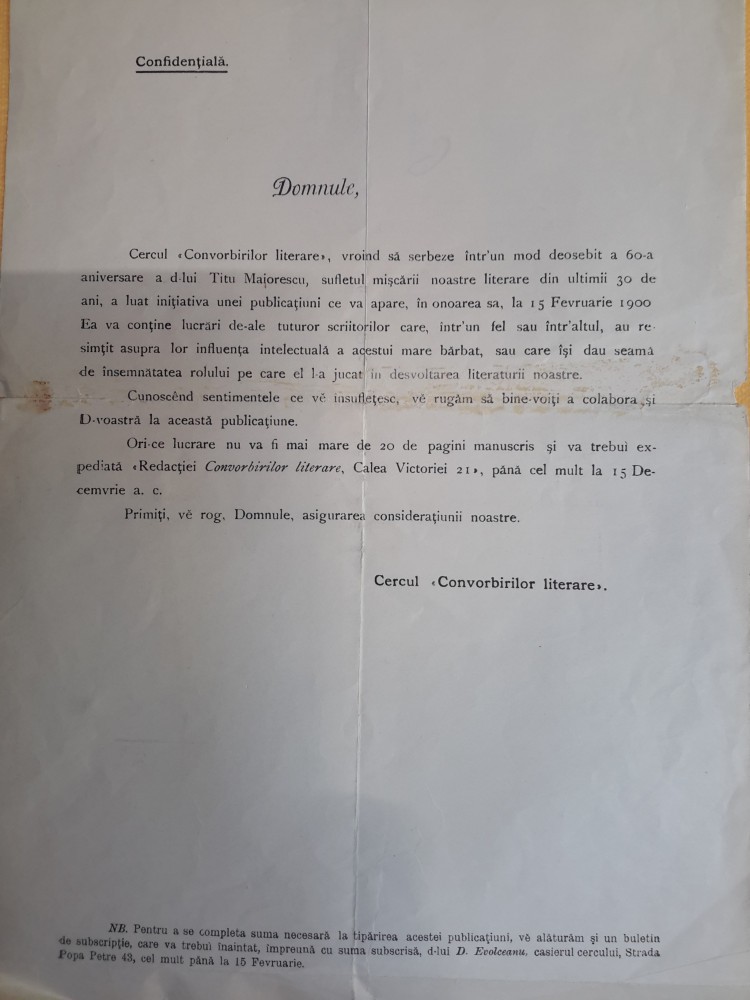 Confidențială.
Domnule,
Cercul «Convorbirilor literare», vroind să serbeze într'un mod deosebit a 60-a
aniversare a d-lui Titu Maiorescu, sufletul mișcării noastre literare din ultimii 30 de
ani, a luat inițiativa unei publicațiuni ce va apare, în onoarea sa, la 15 Fevruarie 1900
Ea va conține lucrări de-ale tuturor scriitorilor care, într'un fel sau într'altul, au re-
simțit asupra lor influența intelectuală a acestui mare bărbat, sau care își dau seamă
de însemnătatea rolului pe care el l-a jucat in desvoltarea literaturii noastre.
Cunoscênd sentimentele ce vĕ insuflețesc, vĕ rugăm să bine-voiți a colabora și
D-voastră la această publicațiune.
Ori-ce lucrare nu va fi mai mare de 20 de pagini manuscris și va trebui ex-
pediată «Redacției Convorbirilor literare, Calea Victoriei 21», până cel mult la 15 De-
cemvrie a. c.
Primiți, vĕ rog, Domnule, asigurarea considerațiunii noastre.
Cercul «Convorbirilor literare».
NB. Pentru a se completa suma necesară la tipărirea acestei publicațiuni, vĕ alăturăm și un buletin
de subscripție, care va trebui înaintat, împreună cu suma subscrisă, d-lui D. Evolceanu, casierul cercului, Strada
Popa Petre 43, cel mult până la 15 Fevruarie.